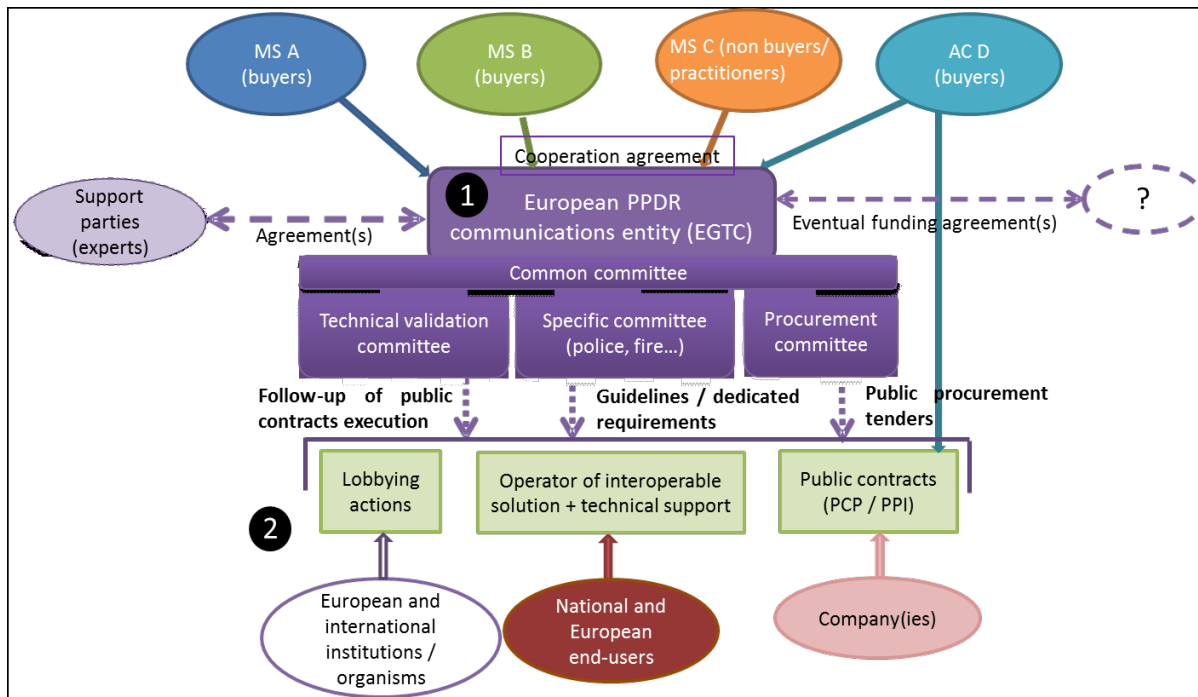 MS A
(buyers)
MS B
(buyers)
MS C (non buyers/
practitioners)
AC D
(buyers)
Cooperation agreement
1
European PPDR
communications entity (EGTC)
Support
parties
(experts)
Agreement(s)
Eventual funding agreement(s)
?
Common committee
Technical validation
committee
Specific committee
(police, fire...)
Procurement
committee
Follow-up of public
contracts execution
Guidelines / dedicated
requirements
Public procurement
tenders
Lobbying
actions
Operator of interoperable
solution + technical support
Public contracts
(PCP / PPI)
2
European and
international
institutions /
organisms
National and
European
end-users
Company(ies)